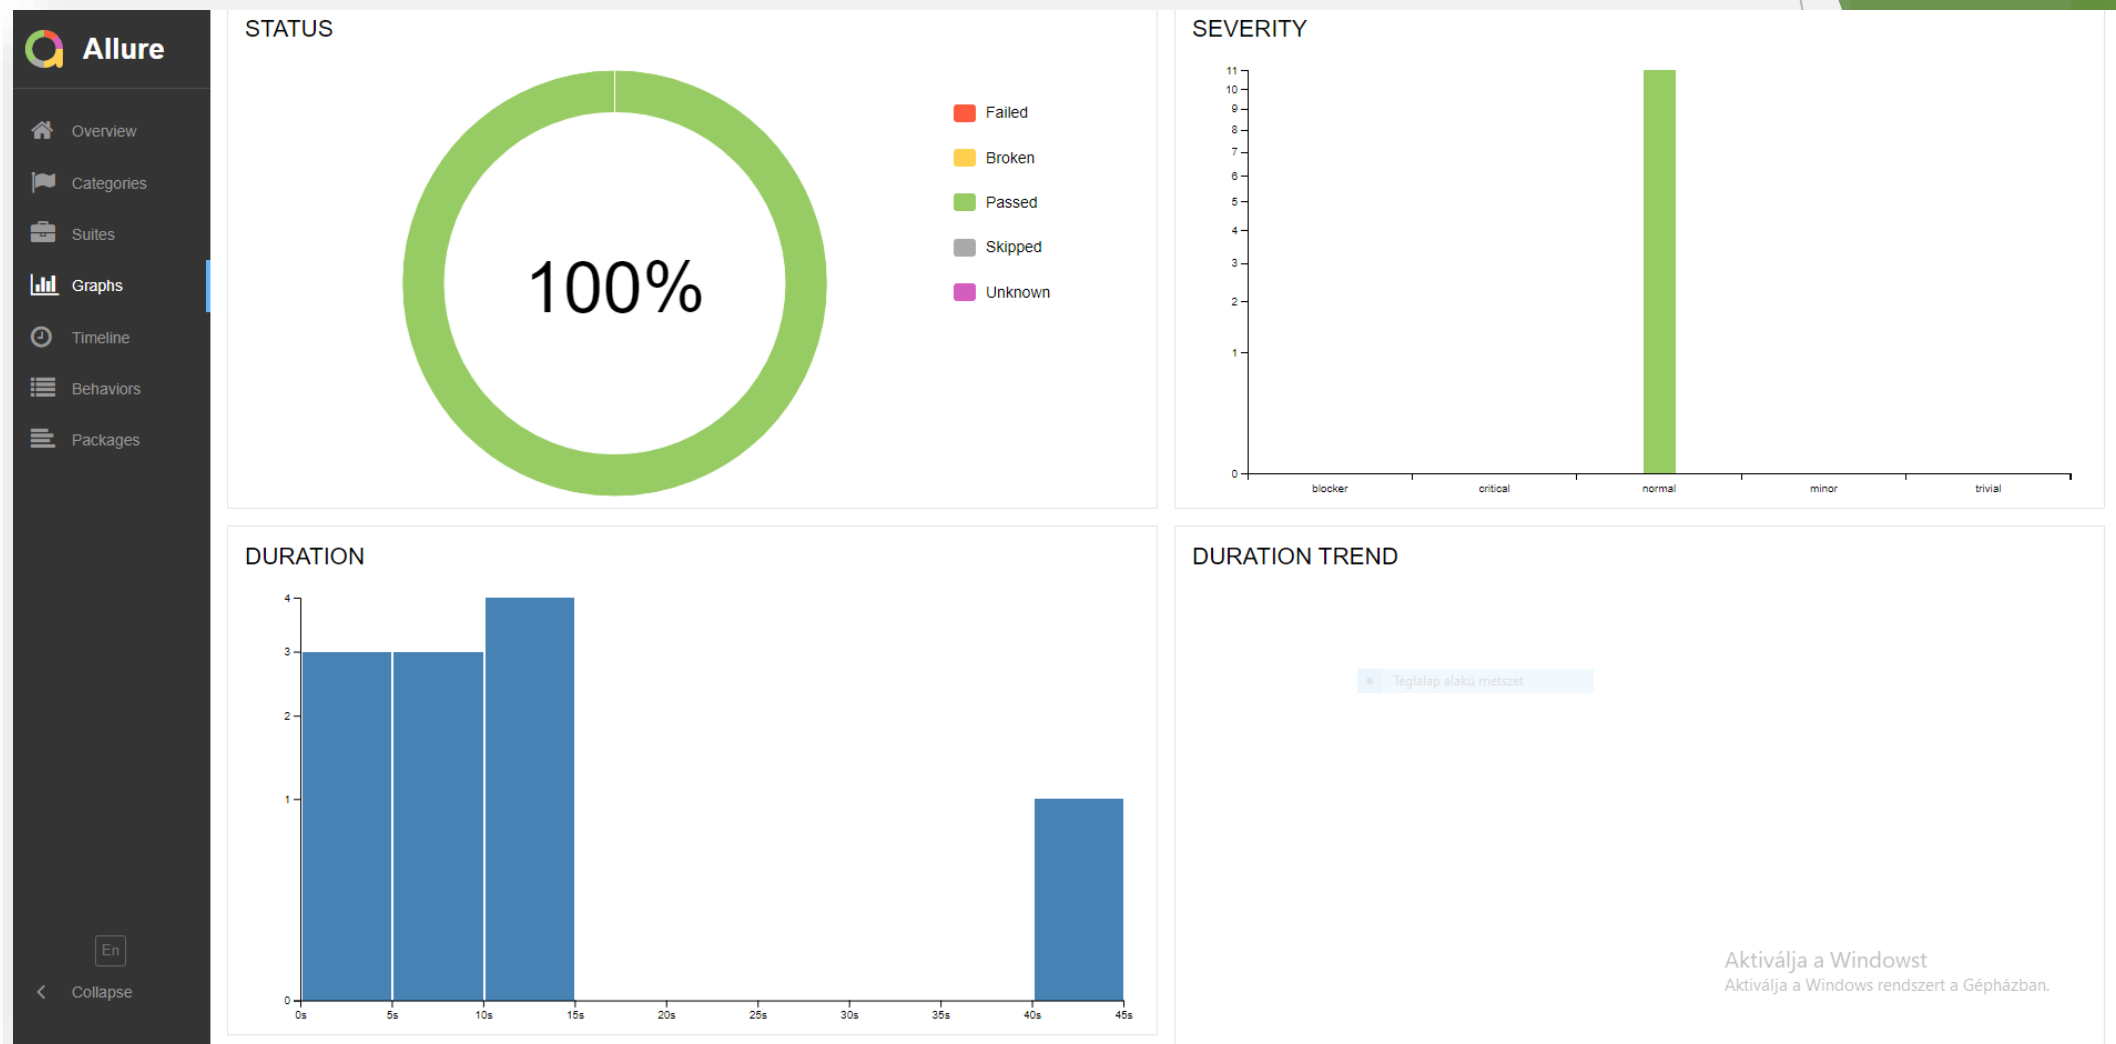 Allure
Overview
Categories
Suites
Graphs
Timeline
Behaviors
Packages
En
Collapse
STATUS
100%
Failed
Broken
Passed
Skipped
Unknown
SEVERITY
11
10
9
8
7
6
5
4
3
2
1
0
blocker critical normal minor trivial
DURATION
4
3
2
1
0
0s 5s 10s 15s 20s 25s 30s 35s 40s 45s
DURATION TREND
Téglalap alakú metszet
Aktiválja a Windowst
Aktiválja a Windows rendszert a Gépházban.